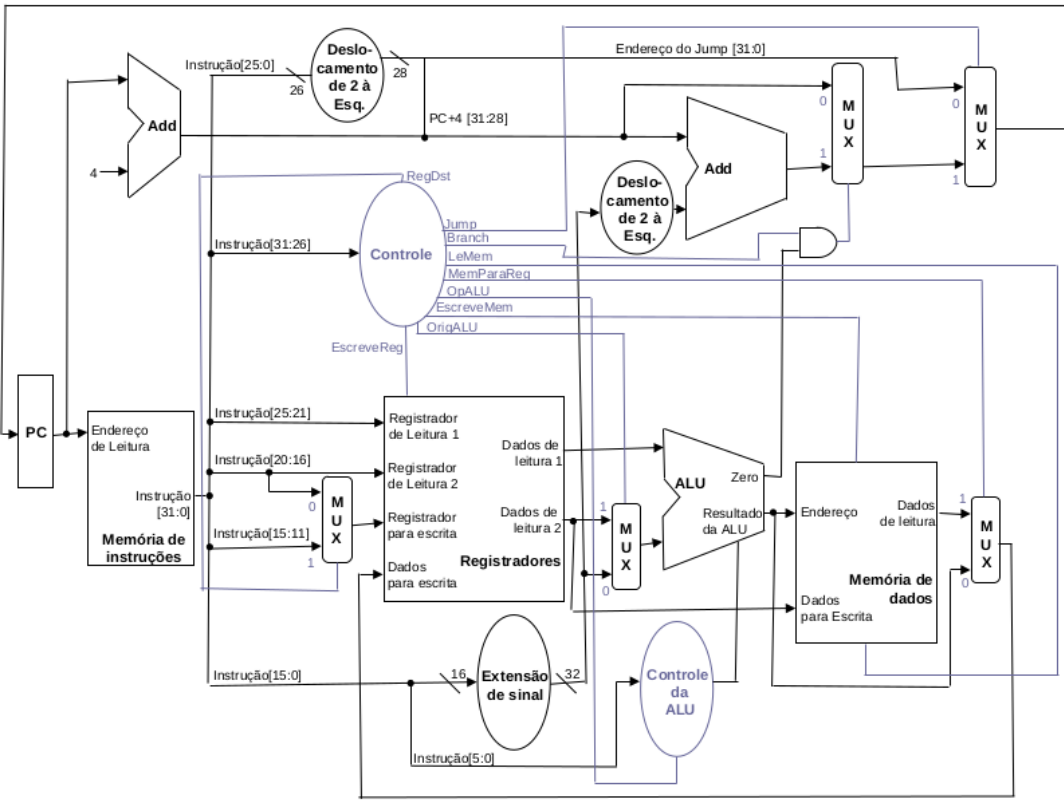 Endereço do Jump [31:0]
Instrução[25:0]
26
Deslo-
camento
de 2 à
Esq.
28
PC+4 [31:28]
Add
4
0
M
U
X
1
0
M
U
X
1
Add
Deslo-
camento
de 2 à
Esq.
RegDst
Jump
Branch
LeMem
MemParaReg
OpALU
EscreveMem
OrigALU
EscreveReg
Controle
Instrução[31:26]
PC
Endereço
de Leitura
Instrução
[31:0]
Memória de
instruções
Instrução[25:21]
Instrução[20:16]
0
M
U
X
1
Instrução[15:11]
Registrador
de Leitura 1
Registrador
de Leitura 2
Registrador
para escrita
Dados
para escrita
Dados de
leitura 1
Dados de
leitura 2
Registradores
1
M
U
X
0
ALU
Zero
Resultado
da ALU
Endereço
Dados
de leitura
Memória de
dados
Dados
para Escrita
1
M
U
X
0
Instrução[15:0]
16
Extensão
de sinal
32
Controle
da
ALU
Instrução[5:0]